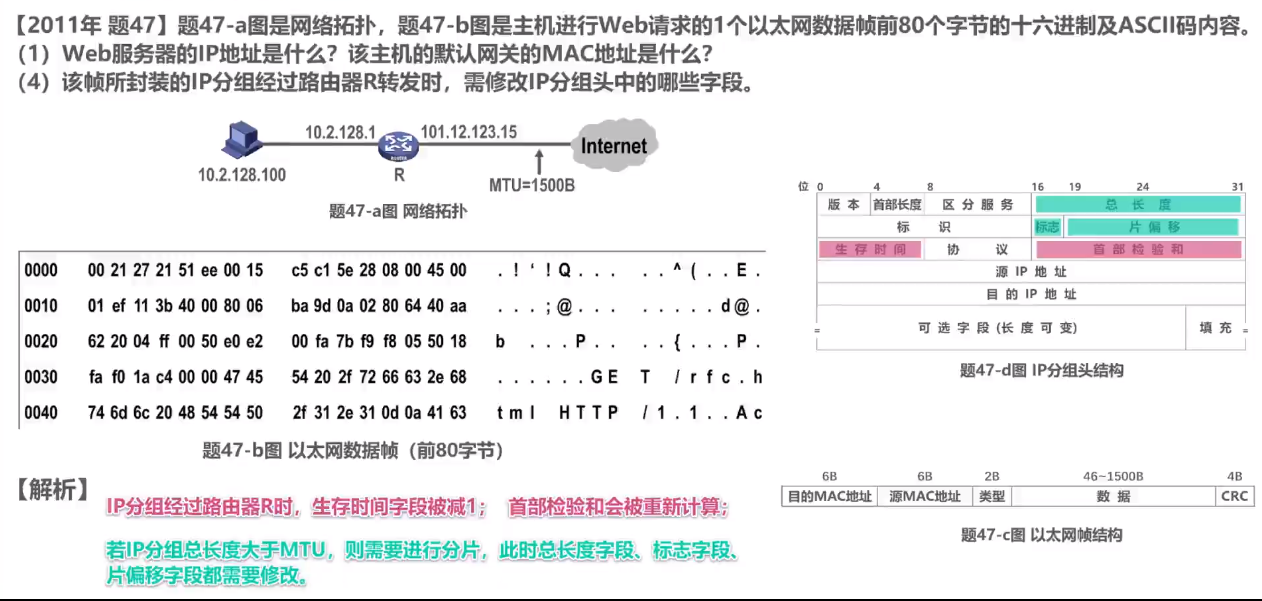 【2011年 题47】题47-a图是网络拓扑，题47-b图是主机进行Web请求的1个以太网数据帧前80个字节的十六进制及ASCII码内容。
（1）Web服务器的IP地址是什么？该主机的默认网关的MAC地址是什么？
（4）该帧所封装的IP分组经过路由器R转发时，需修改IP分组头中的哪些字段。
10.2.128.1 101.12.123.15
Internet
10.2.128.100 R MTU=1500B
题47-a图 网络拓扑
0000 00 21 27 21 51 ee 00 15 c5 c1 5e 28 08 00 45 00 . ! ' ! Q . . . . . ^ ( . . E .
0010 01 ef 11 3b 40 00 80 06 ba 9d 0a 02 80 64 40 aa . . . ; @ . . . . . . . . d @ .
0020 62 20 04 ff 00 50 e0 e2 00 fa 7b f9 f8 05 50 18 b . . . P . . . { . . . P .
0030 fa f0 1a c4 00 00 47 45 54 20 2f 72 66 63 2e 68 . . . . . . G E T / r f c . h
0040 74 6d 6c 20 48 54 54 50 2f 31 2e 31 0d 0a 41 63 t m l H T T P / 1 . 1 . . A c
题47-b图 以太网数据帧（前80字节）
位 0 4 8 16 19 24 31
版 本 首部长度 区 分 服 务 总 长 度
标 识 标志 片 偏 移
生 存 时 间 协 议 首 部 检 验 和
源 IP 地 址
目 的 IP 地 址
可 选 字 段 (长 度 可 变) 填 充
题47-d图 IP分组头结构
6B 6B 2B 46~1500B 4B
目的MAC地址 源MAC地址 类型 数 据 CRC
题47-c图 以太网帧结构
【解析】
IP分组经过路由器R时，生存时间字段被减1； 首部检验和会被重新计算；
若IP分组总长度大于MTU，则需要进行分片，此时总长度字段、标志字段、
片偏移字段都需要修改。